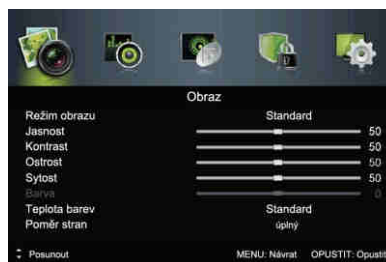 Obraz
Režim obrazu Standard
Jasnost 50
Kontrast 50
Ostrost 50
Sytost 50
Barva 0
Teplota barev Standard
Poměr stran úplný
Posunout MENU: Návrat OPUSTIT: Opustit